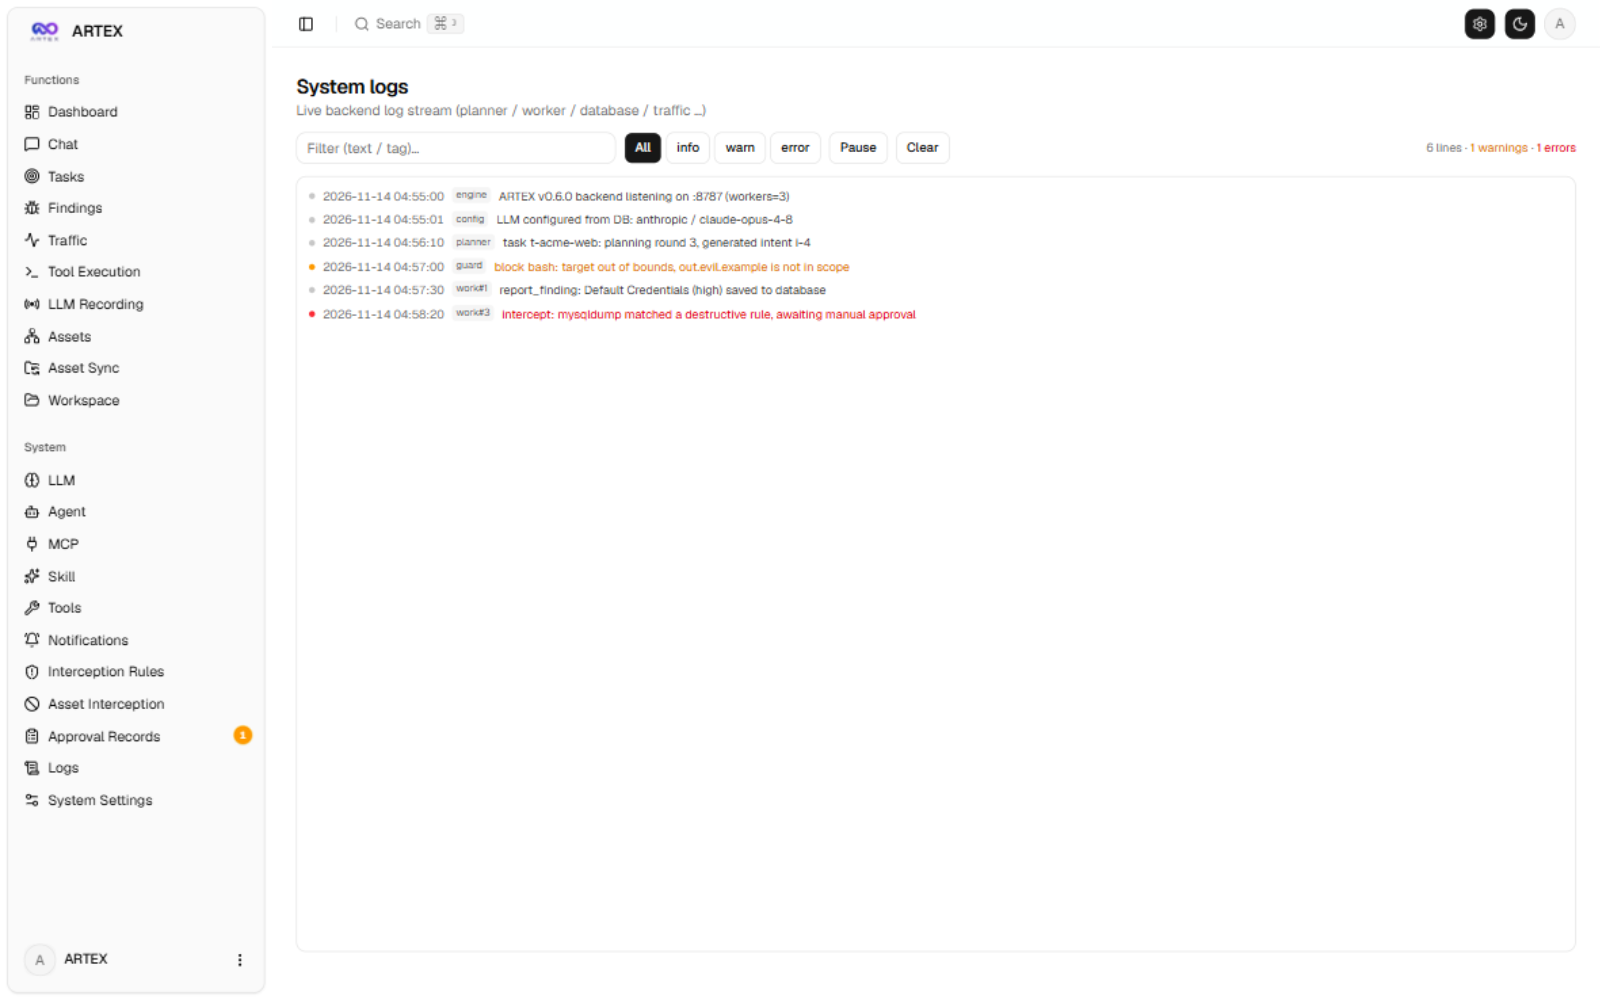 ARTEX
ARTEX
Functions
Dashboard
Chat
Tasks
Findings
Traffic
Tool Execution
LLM Recording
Assets
Asset Sync
Workspace
System
LLM
Agent
MCP
Skill
Tools
Notifications
Interception Rules
Asset Interception
Approval Records 1
Logs
System Settings
A ARTEX
Search ⌘ J
A
System logs
Live backend log stream (planner / worker / database / traffic ...)
Filter (text / tag)...
All info warn error Pause Clear
6 lines · 1 warnings · 1 errors
2026-11-14 04:55:00 engine ARTEX v0.6.0 backend listening on :8787 (workers=3)
2026-11-14 04:55:01 config LLM configured from DB: anthropic / claude-opus-4-8
2026-11-14 04:56:10 planner task t-acme-web: planning round 3, generated intent i-4
2026-11-14 04:57:00 guard block bash: target out of bounds, out.evil.example is not in scope
2026-11-14 04:57:30 work#1 report_finding: Default Credentials (high) saved to database
2026-11-14 04:58:20 work#3 intercept: mysqldump matched a destructive rule, awaiting manual approval